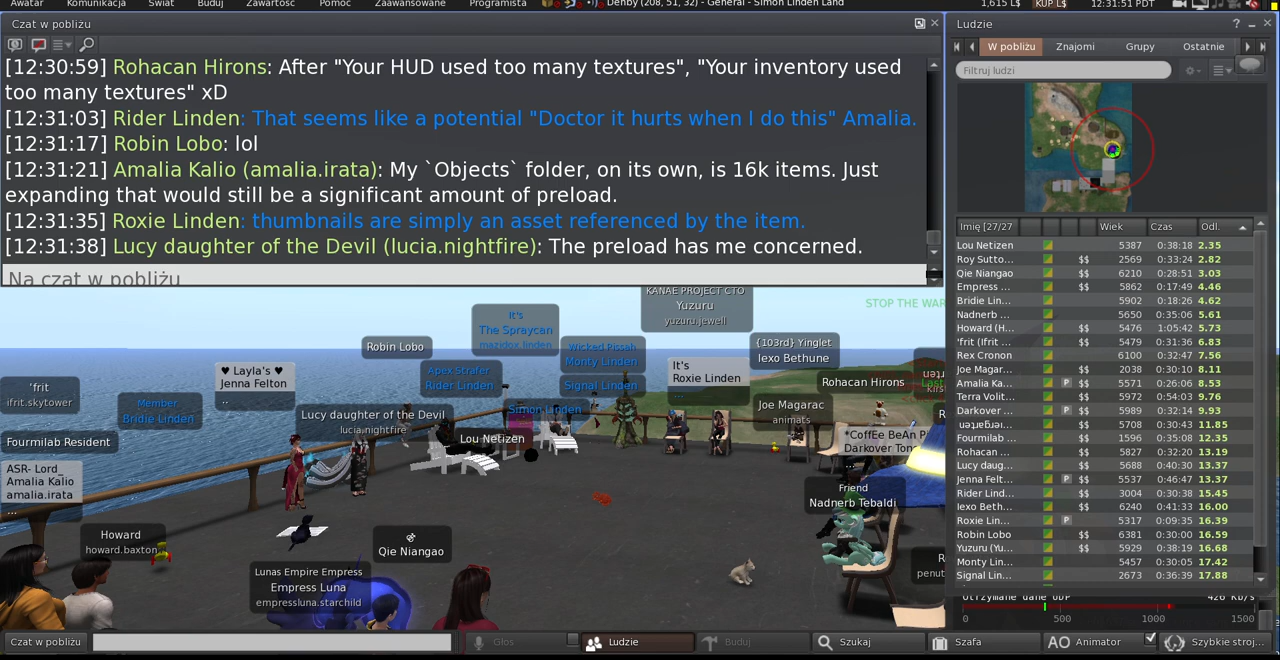 Awatar Komunikacja Świat Buduj Zawartość Pomoc Zaawansowane Programista Denby (208, 51, 32) - General - Simon Linden Land 1,615 L$ KUP L$ 12:31:51 PDT
Czat w pobliżu
[12:30:59] Rohacan Hirons: After "Your HUD used too many textures", "Your inventory used
too many textures" xD
[12:31:03] Rider Linden: That seems like a potential "Doctor it hurts when I do this" Amalia.
[12:31:17] Robin Lobo: lol
[12:31:21] Amalia Kalio (amalia.irata): My `Objects` folder, on its own, is 16k items. Just
expanding that would still be a significant amount of preload.
[12:31:35] Roxie Linden: thumbnails are simply an asset referenced by the item.
[12:31:38] Lucy daughter of the Devil (lucia.nightfire): The preload has me concerned.
Na czat w pobliżu
KANAE PROJECT CTO
Yuzuru
yuzuru.jewell
STOP THE WAR
It's
The Spraycan
mazidox.linden
Robin Lobo
Wicked Pissah
Monty Linden
{103rd} Yinglet
Iexo Bethune
♥ Layla's ♥
Jenna Felton
..
Apex Strafer
Rider Linden
Signal Linden
It's
Roxie Linden
...
Rohacan Hirons
'frit
ifrit.skytower
Member
Bridie Linden
Simon Linden
Joe Magarac
animats
Lucy daughter of the Devil
lucia.nightfire
Lou Netizen
Fourmilab Resident
*CoffEe BeAn P
Darkover Ton
...
ASR- Lord_
Amalia Kalio
amalia.irata
...
Friend
Nadnerb Tebaldi
Howard
howard.baxton
Qie Niangao
Lunas Empire Empress
Empress Luna
empressluna.starchild
R
penut
Ludzie
W pobliżu Znajomi Grupy Ostatnie
Filtruj ludzi
Imię [27/27 Wiek Czas Odl.
Lou Netizen 5387 0:38:18 2.35
Roy Sutto... $$ 2569 0:33:24 2.82
Qie Niangao 6210 0:28:51 3.03
Empress ... $$ 5862 0:17:49 4.46
Bridie Lin... 5902 0:18:26 4.62
Nadnerb ... 5650 0:35:06 5.61
Howard (H... $$ 5476 1:05:42 5.73
'frit (ifrit.... $$ 5479 0:31:36 6.83
Rex Cronon 6100 0:32:47 7.56
Joe Magar... $$ 2038 0:30:10 8.11
Amalia Ka... P $$ 5571 0:26:06 8.53
Terra Volit... $$ 5972 0:54:03 9.76
Darkover ... P $$ 5989 0:32:14 9.93
5708 0:30:43 11.85
Fourmilab ... $$ 1596 0:35:08 12.35
Rohacan ... $$ 5827 0:32:20 13.19
Lucy daug... $$ 5688 0:40:30 13.37
Jenna Felt... P $$ 5537 0:46:47 13.37
Rider Lind... $$ 3004 0:30:38 15.45
Iexo Beth... $$ 6240 0:41:33 16.00
Roxie Lin... P 5317 0:09:35 16.39
Robin Lobo $$ 6381 0:30:00 16.59
Yuzuru (Yu... $$ 5928 0:38:19 16.68
Monty Lin... 5457 0:30:05 17.42
Signal Lin... 2673 0:36:39 17.88
Otrzymane dane UDP 426 Kb/s
0 500 1000 1500
Czat w pobliżu Głos Ludzie Buduj Szukaj Szafa AO Animator Szybkie stroj...